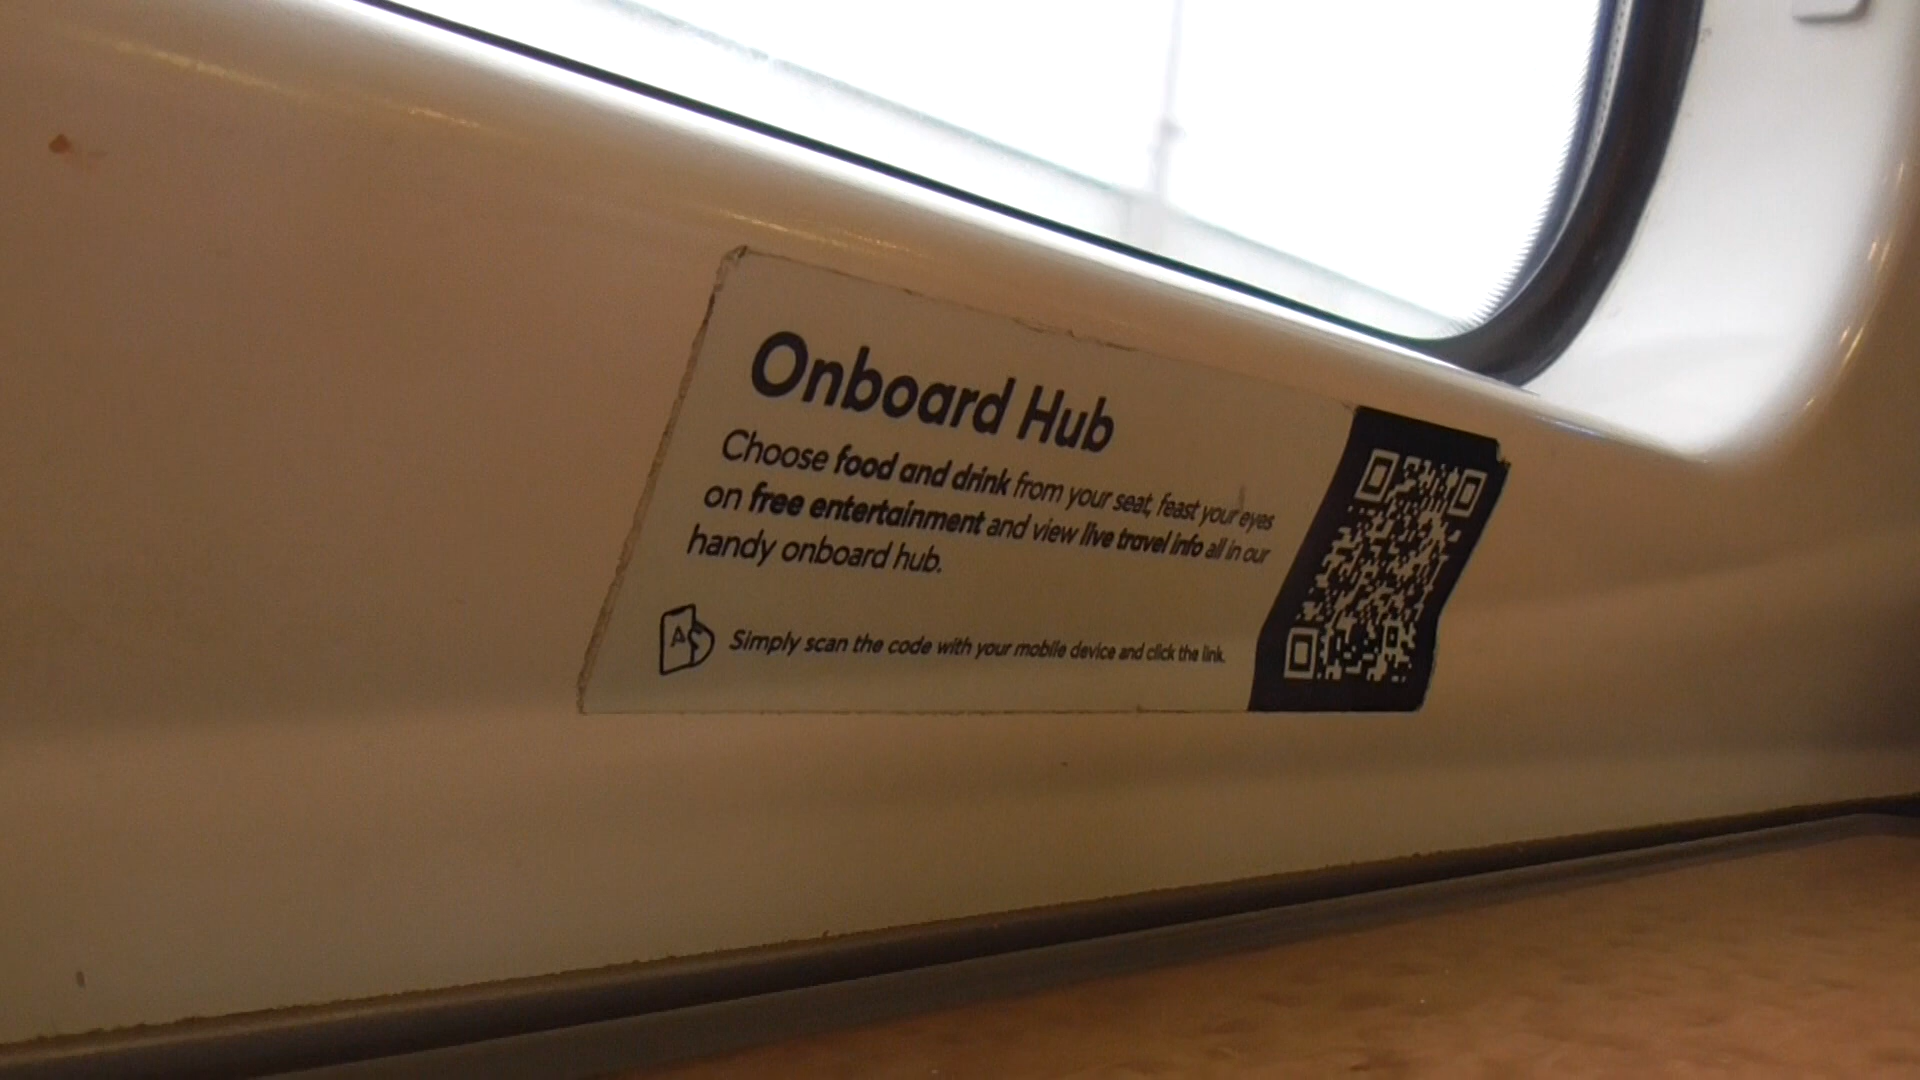 Onboard Hub
Choose food and drink from your seat, feast your eyes
on free entertainment and view live travel info all in our
handy onboard hub.
Simply scan the code with your mobile device and click the link.